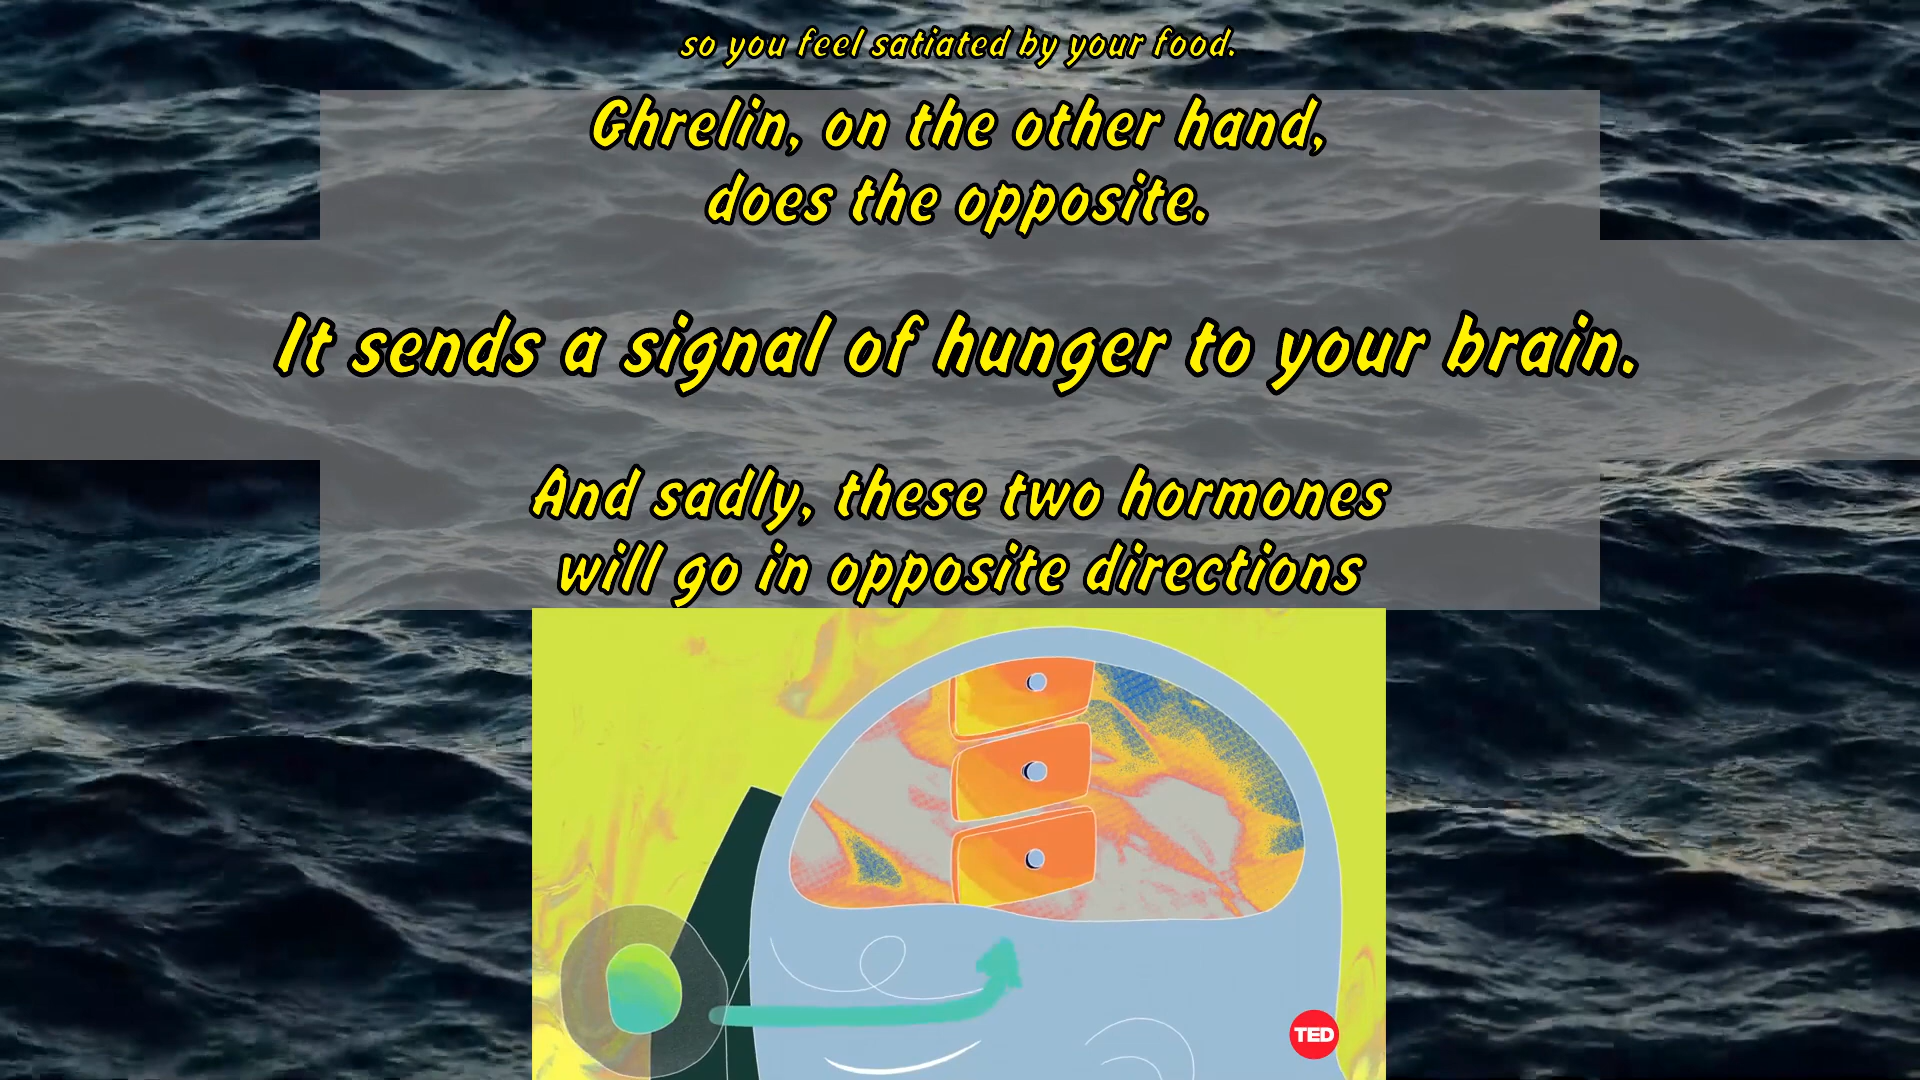 so you feel satiated by your food.
Ghrelin, on the other hand,
does the opposite.
It sends a signal of hunger to your brain.
And sadly, these two hormones
will go in opposite directions
TED